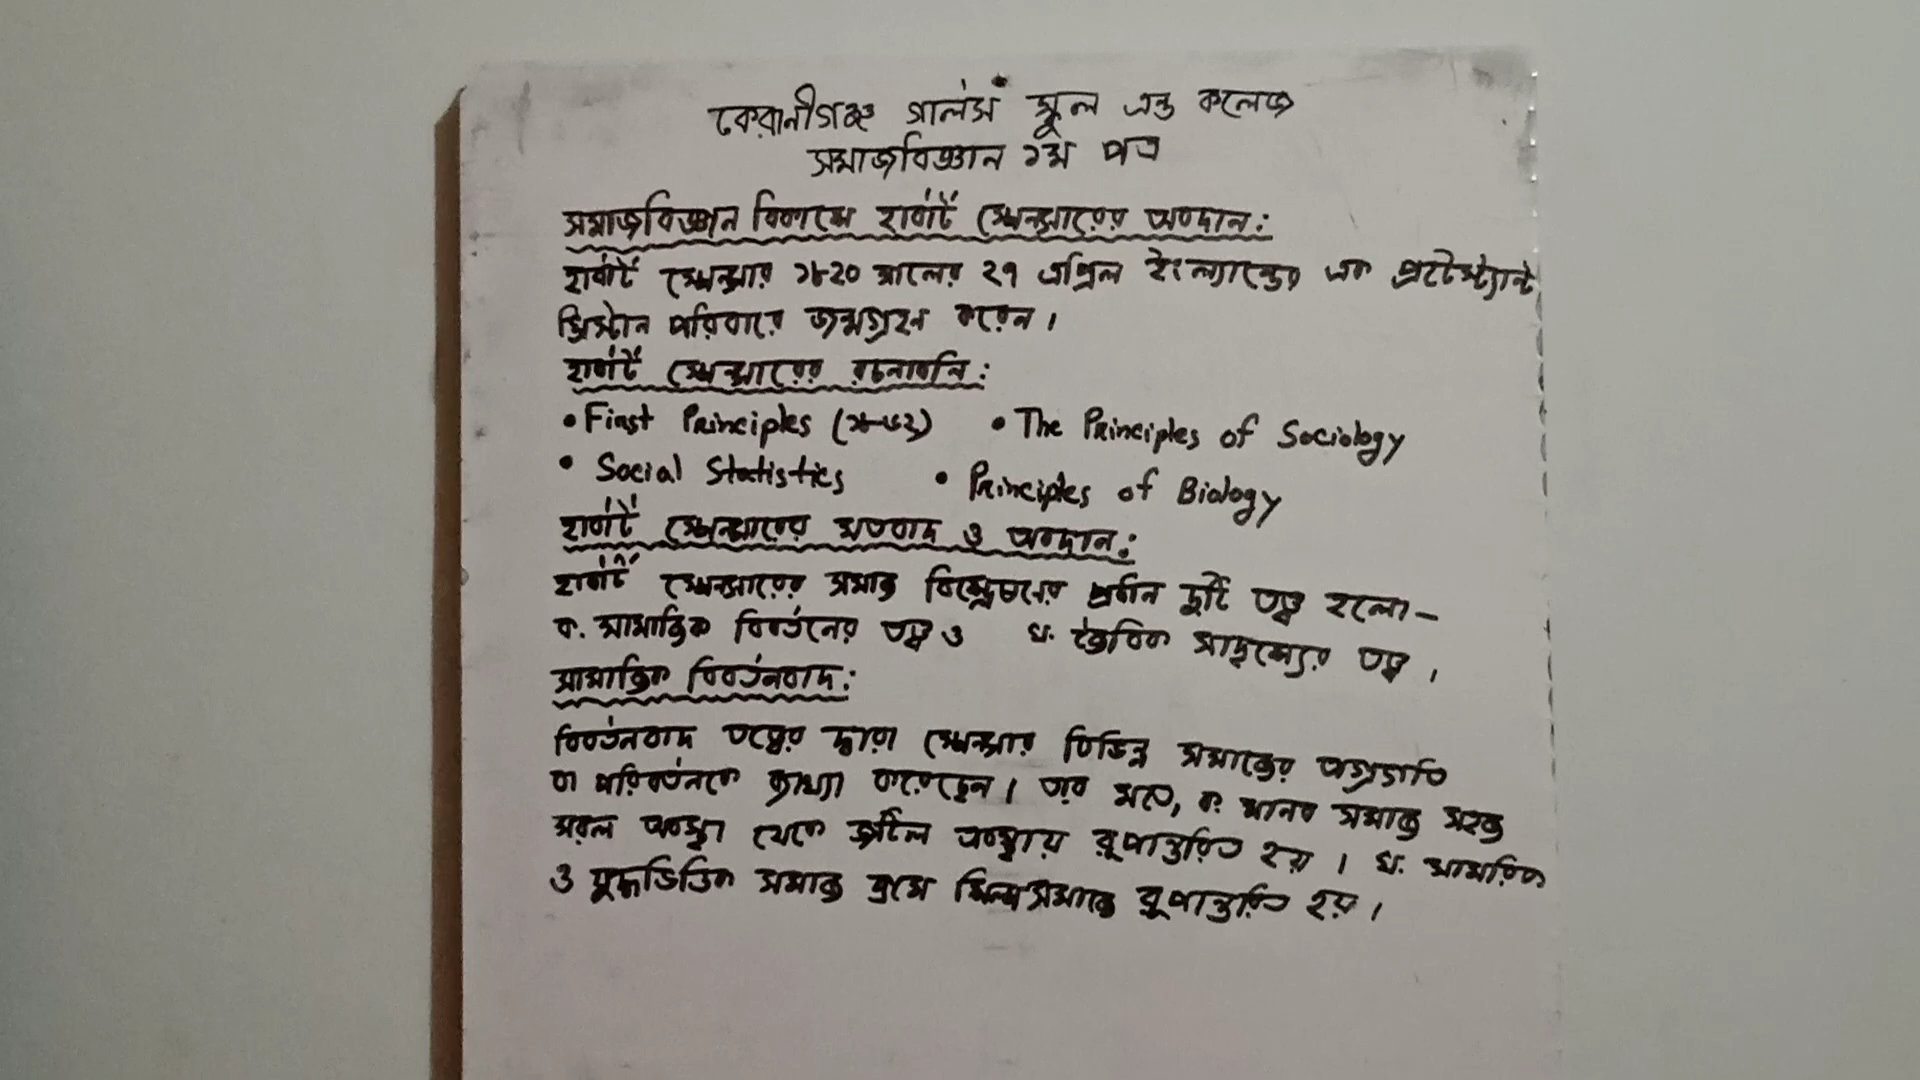 কেরানীগঞ্জ গার্লস স্কুল এন্ড কলেজ
সমাজবিজ্ঞান ১ম পত্র
সমাজবিজ্ঞান বিকাশে হার্বার্ট স্পেন্সারের অবদান:
হার্বার্ট স্পেন্সার ১৮২০ সালের ২৭ এপ্রিল ইংল্যান্ডের এক প্রটেস্ট্যান্ট
খ্রিস্টান পরিবারে জন্মগ্রহণ করেন।
হার্বার্ট স্পেন্সারের রচনাবলি:
• First Principles (১৮৬২) • The Principles of Sociology
• Social Statistics • Principles of Biology
হার্বার্ট স্পেন্সারের মতবাদ ও অবদান:
হার্বার্ট স্পেন্সারের সমাজ বিশ্লেষণের প্রধান দুটি তত্ত্ব হলো-
ক. সামাজিক বিবর্তনের তত্ত্ব ও খ. জৈবিক সাদৃশ্যের তত্ত্ব।
সামাজিক বিবর্তনবাদ:
বিবর্তনবাদ তত্ত্বের দ্বারা স্পেন্সার বিভিন্ন সমাজের অগ্রগতি
বা পরিবর্তনকে ব্যাখ্যা করেছেন। তার মতে, ক. মানব সমাজ সহজ
সরল অবস্থা থেকে জটিল অবস্থায় রূপান্তরিত হয়। খ. সামরিক
ও যুদ্ধভিত্তিক সমাজ ক্রমে শিল্পসমাজে রূপান্তরিত হয়।